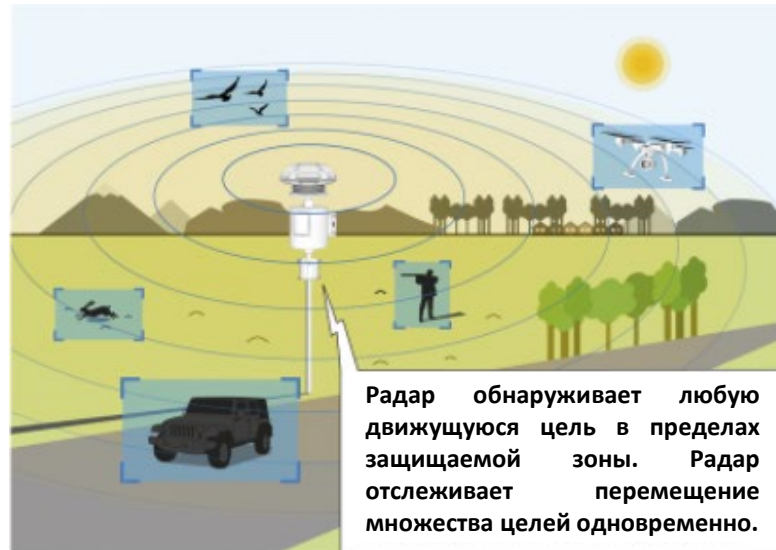 Радар обнаруживает любую
движущуюся цель в пределах
защищаемой зоны. Радар
отслеживает перемещение
множества целей одновременно.